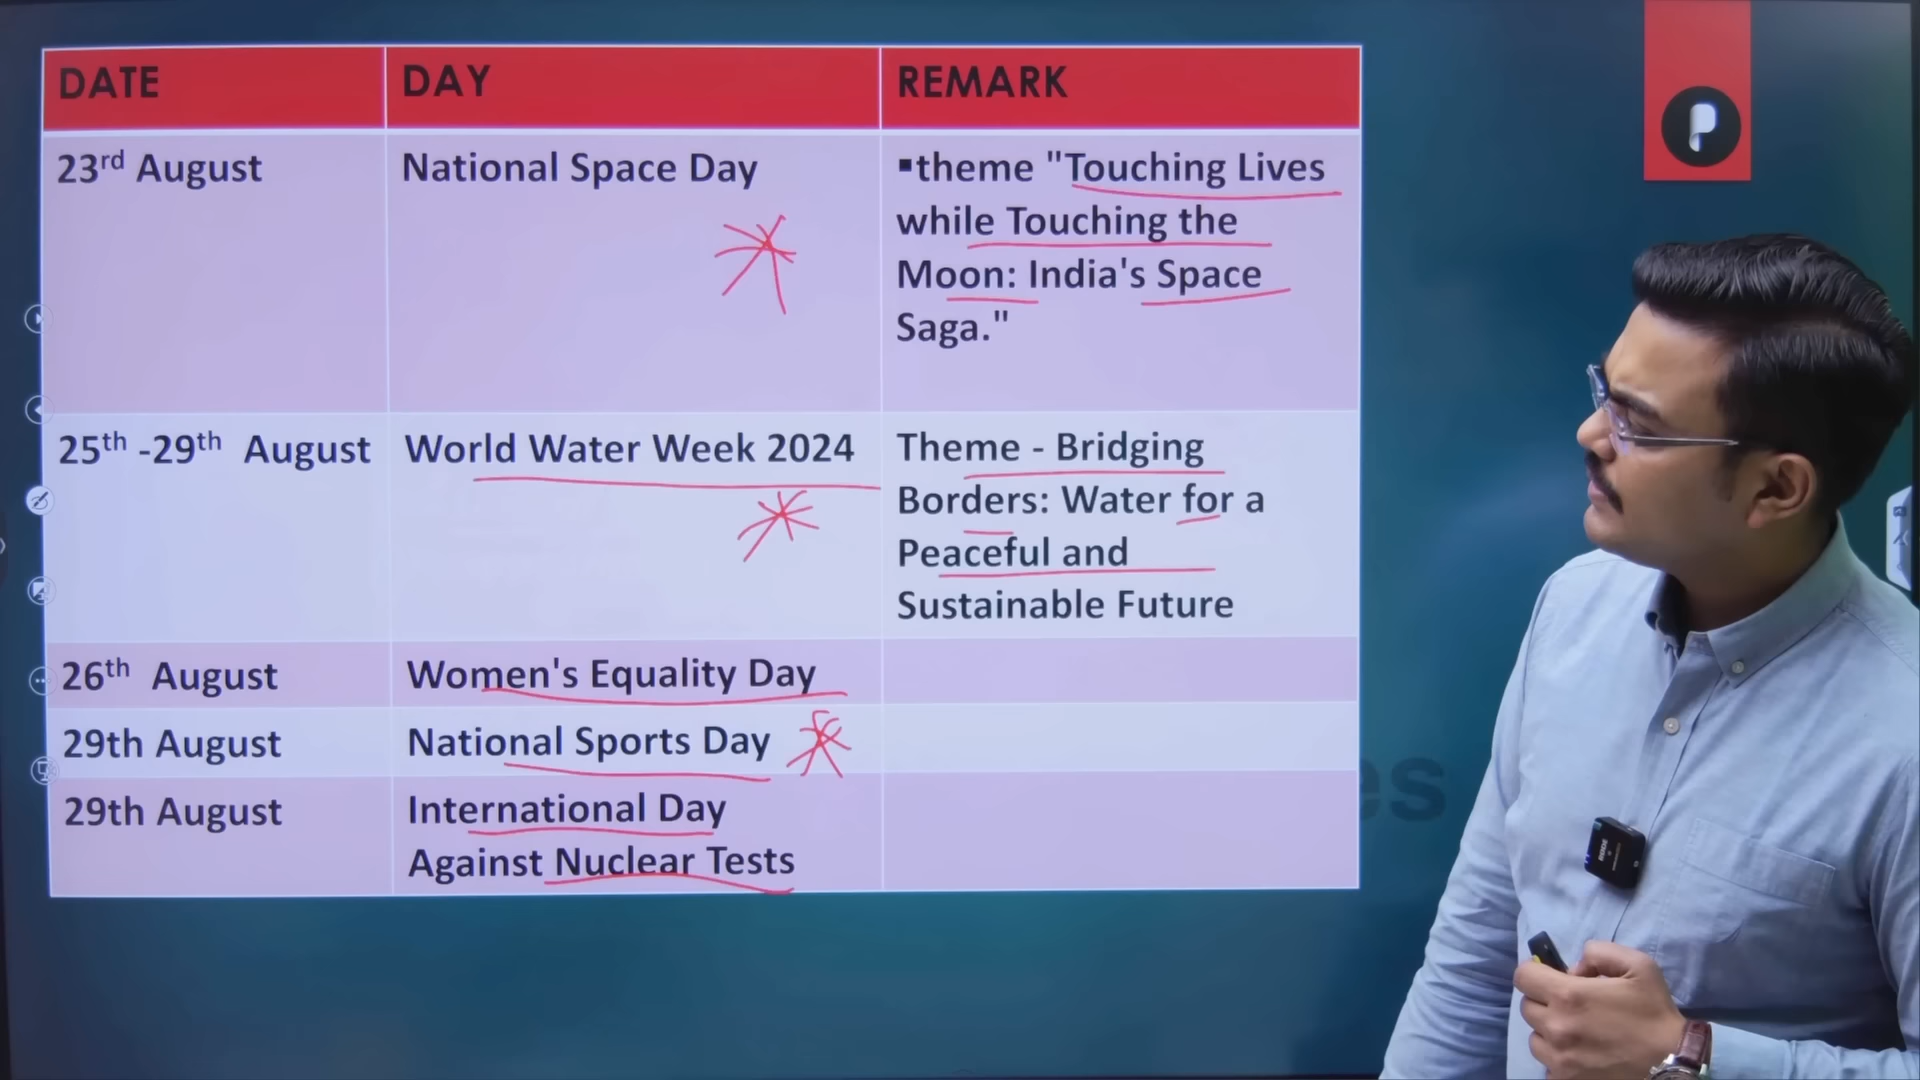 DATE DAY REMARK
23rd August National Space Day ▪theme "Touching Lives
while Touching the
Moon: India's Space
Saga."
25th -29th August World Water Week 2024 Theme - Bridging
Borders: Water for a
Peaceful and
Sustainable Future
26th August Women's Equality Day
29th August National Sports Day
29th August International Day
Against Nuclear Tests
es
RØDE